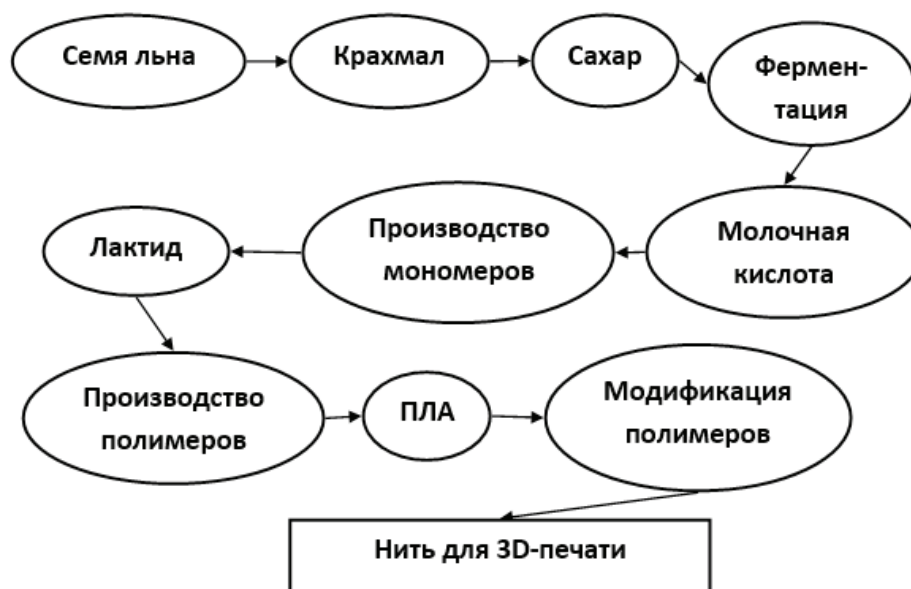 Семя льна
Крахмал
Сахар
Фермен-
тация
Молочная
кислота
Производство
мономеров
Лактид
Производство
полимеров
ПЛА
Модификация
полимеров
Нить для 3D-печати